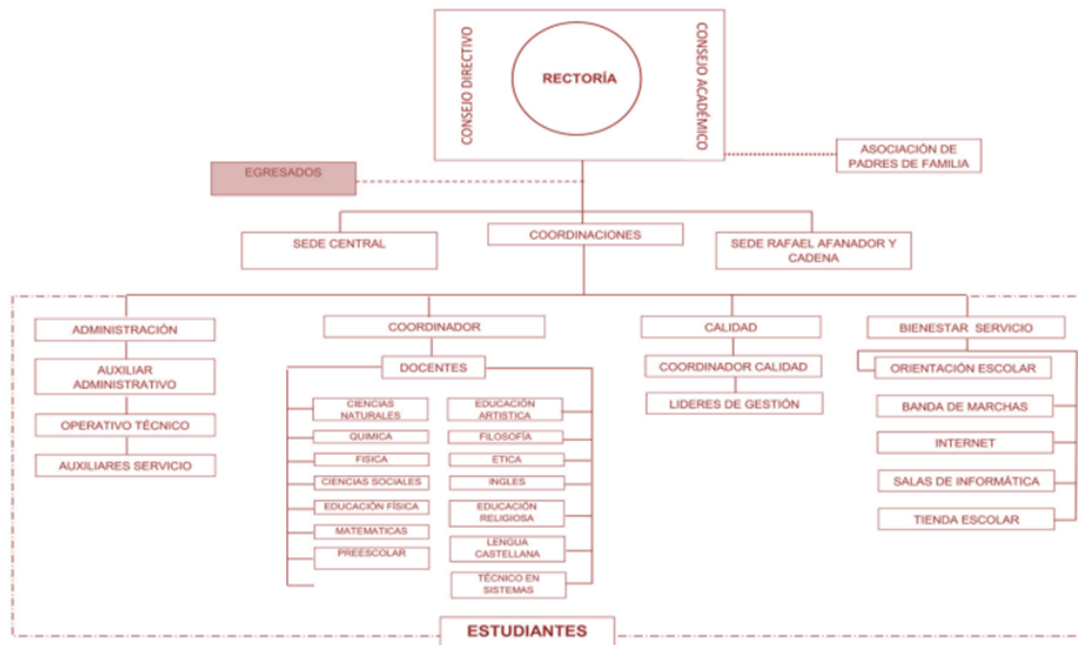 CONSEJO DIRECTIVO
RECTORÍA
CONSEJO ACADÉMICO
ASOCIACIÓN DE
PADRES DE FAMILIA
EGRESADOS
SEDE CENTRAL
COORDINACIONES
SEDE RAFAEL AFANADOR Y
CADENA
ADMINISTRACIÓN
AUXILIAR
ADMINISTRATIVO
OPERATIVO TÉCNICO
AUXILIARES SERVICIO
COORDINADOR
DOCENTES
CIENCIAS
NATURALES
QUIMICA
FISICA
CIENCIAS SOCIALES
EDUCACIÓN FÍSICA
MATEMATICAS
PREESCOLAR
EDUCACIÓN
ARTISTICA
FILOSOFÍA
ETICA
INGLES
EDUCACIÓN
RELIGIOSA
LENGUA
CASTELLANA
TÉCNICO EN
SISTEMAS
CALIDAD
COORDINADOR CALIDAD
LIDERES DE GESTIÓN
BIENESTAR SERVICIO
ORIENTACIÓN ESCOLAR
BANDA DE MARCHAS
INTERNET
SALAS DE INFORMÁTICA
TIENDA ESCOLAR
ESTUDIANTES